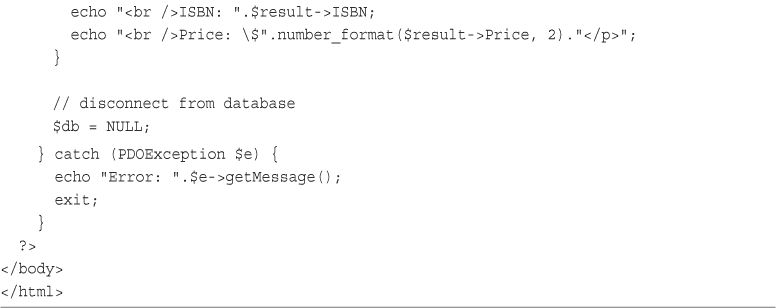 echo "<br />ISBN: ".$result->ISBN;
echo "<br />Price: \$".number_format($result->Price, 2)."</p>";
}
// disconnect from database
$db = NULL;
} catch (PDOException $e) {
echo "Error: ".$e->getMessage();
exit;
}
?>
</body>
</html>